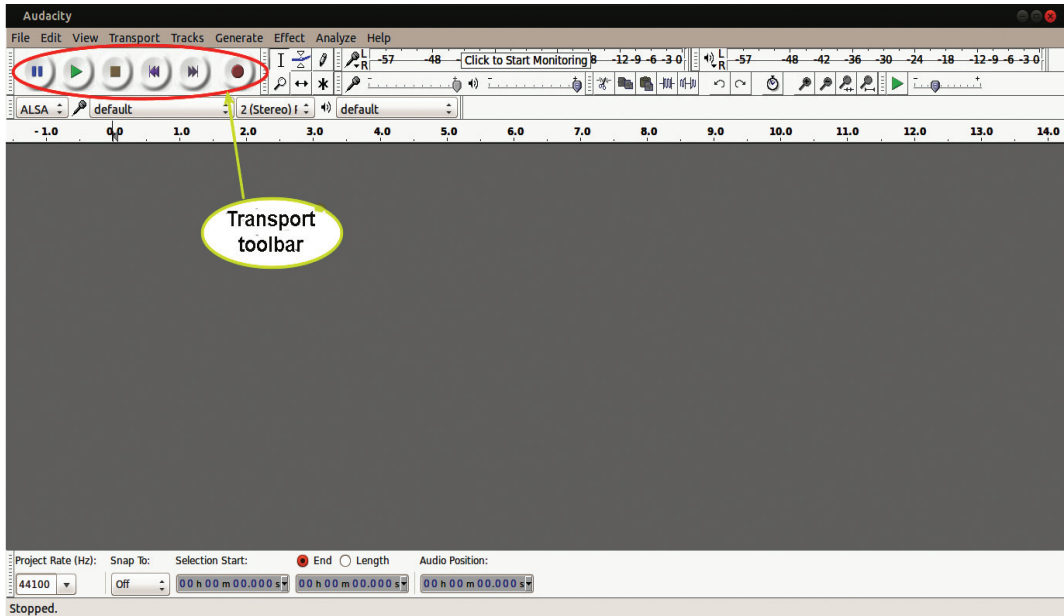 Audacity
File Edit View Transport Tracks Generate Effect Analyze Help
L R -57 -48 - Click to Start Monitoring 8 -12 -9 -6 -3 0 L R -57 -48 -42 -36 -30 -24 -18 -12 -9 -6 -3 0
- + - + - +
ALSA default 2 (Stereo) default
- 1.0 0.0 1.0 2.0 3.0 4.0 5.0 6.0 7.0 8.0 9.0 10.0 11.0 12.0 13.0 14.0
Transport
toolbar
Project Rate (Hz): Snap To: Selection Start: End Length Audio Position:
44100 Off 00 h 00 m 00.000 s 00 h 00 m 00.000 s 00 h 00 m 00.000 s
Stopped.